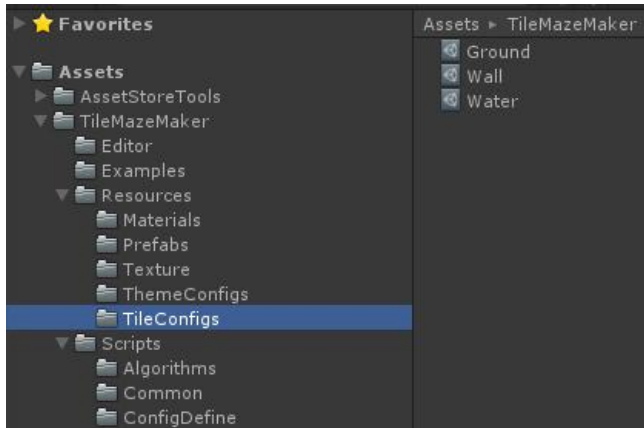 Favorites
Assets
AssetStoreTools
TileMazeMaker
Editor
Examples
Resources
Materials
Prefabs
Texture
ThemeConfigs
TileConfigs
Scripts
Algorithms
Common
ConfigDefine
Assets ▸ TileMazeMaker
Ground
Wall
Water